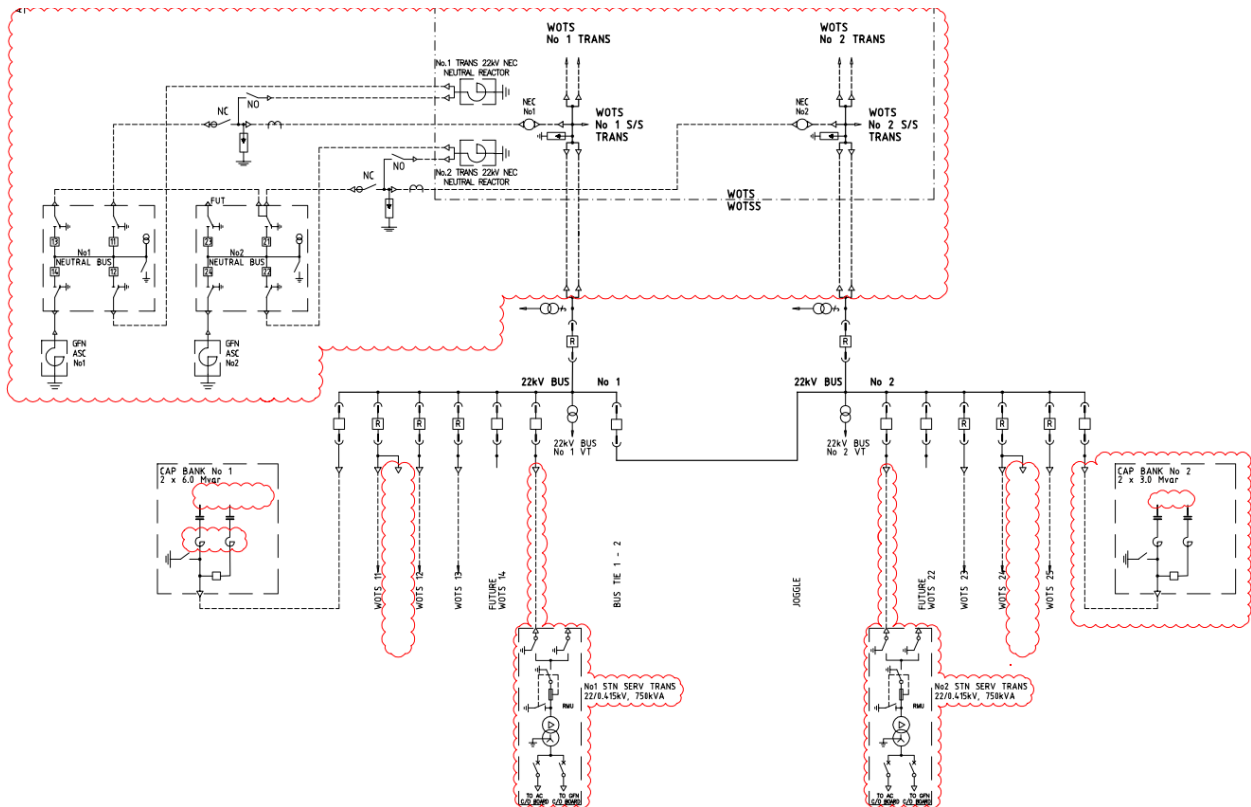 WOTS
No 1 TRANS
WOTS
No 2 TRANS
No.1 TRANS 22kV NEC
NEUTRAL REACTOR
NC
NO
NEC
No1
WOTS
No 1 S/S
TRANS
NEC
No2
WOTS
No 2 S/S
TRANS
NC
NO
No.2 TRANS 22kV NEC
NEUTRAL REACTOR
WOTS
WOTSS
FUT
13
11
23
21
No1
NEUTRAL BUS
No2
NEUTRAL BUS
14
12
24
22
GFN
ASC
No1
GFN
ASC
No2
R
R
22kV BUS No 1
22kV BUS No 2
R
R
R
R
R
R
22kV BUS
No 1 VT
22kV BUS
No 2 VT
CAP BANK No 1
2 x 6.0 Mvar
CAP BANK No 2
2 x 3.0 Mvar
WOTS 11
WOTS 12
WOTS 13
FUTURE
WOTS 14
BUS TIE 1 - 2
JOGGLE
FUTURE
WOTS 22
WOTS 23
WOTS 24
WOTS 25
No1 STN SERV TRANS
22/0.415kV, 750kVA
RMU
No2 STN SERV TRANS
22/0.415kV, 750kVA
RMU
TO AC
C/O BOARD
TO GFN
C/O BOARD
TO AC
C/O BOARD
TO GFN
C/O BOARD